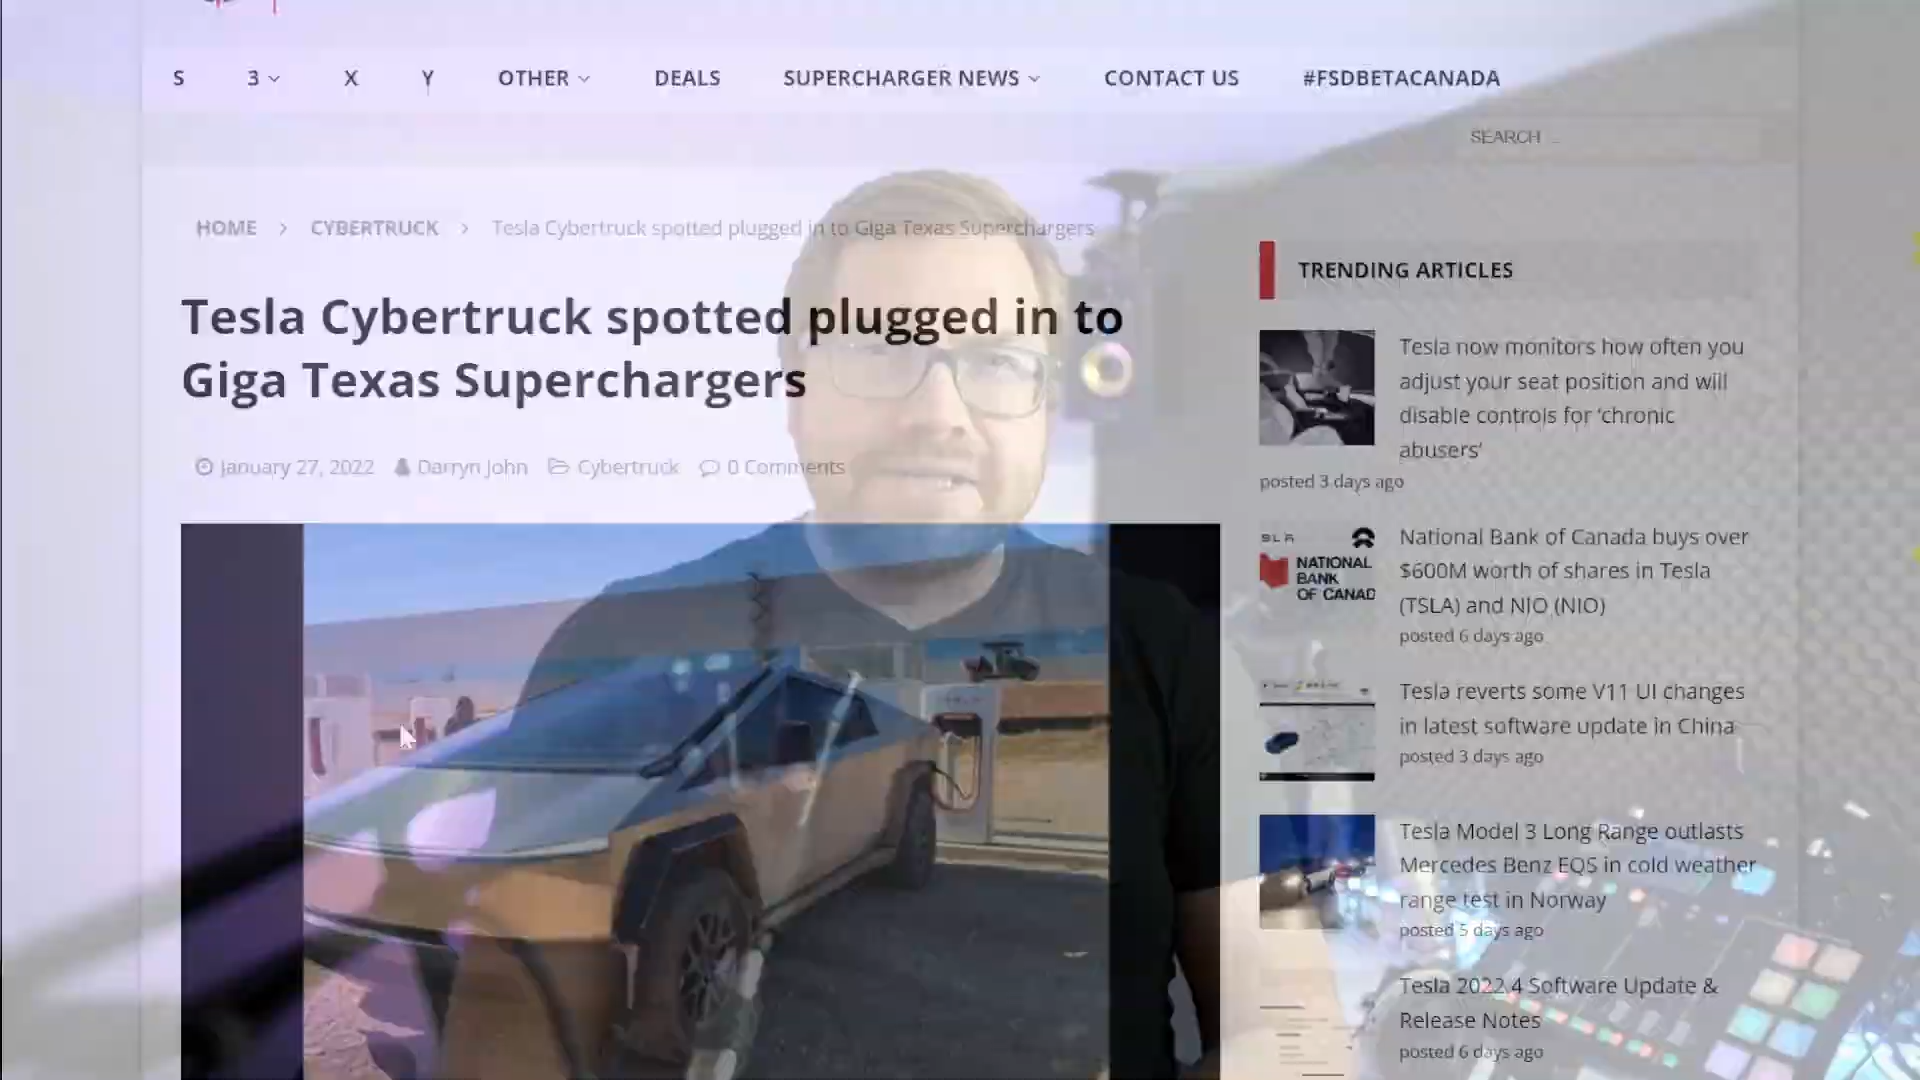 S 3 X Y OTHER DEALS SUPERCHARGER NEWS CONTACT US #FSDBETACANADA
SEARCH ...
HOME > CYBERTRUCK > Tesla Cybertruck spotted plugged in to Giga Texas Superchargers
Tesla Cybertruck spotted plugged in to
Giga Texas Superchargers
January 27, 2022 Darryn John Cybertruck 0 Comments
TRENDING ARTICLES
Tesla now monitors how often you
adjust your seat position and will
disable controls for ‘chronic
abusers’
posted 3 days ago
NATIONAL
BANK
OF CANAD
National Bank of Canada buys over
$600M worth of shares in Tesla
(TSLA) and NIO (NIO)
posted 6 days ago
Tesla reverts some V11 UI changes
in latest software update in China
posted 3 days ago
Tesla Model 3 Long Range outlasts
Mercedes Benz EQS in cold weather
range test in Norway
posted 5 days ago
Tesla 2022.4 Software Update &
Release Notes
posted 6 days ago